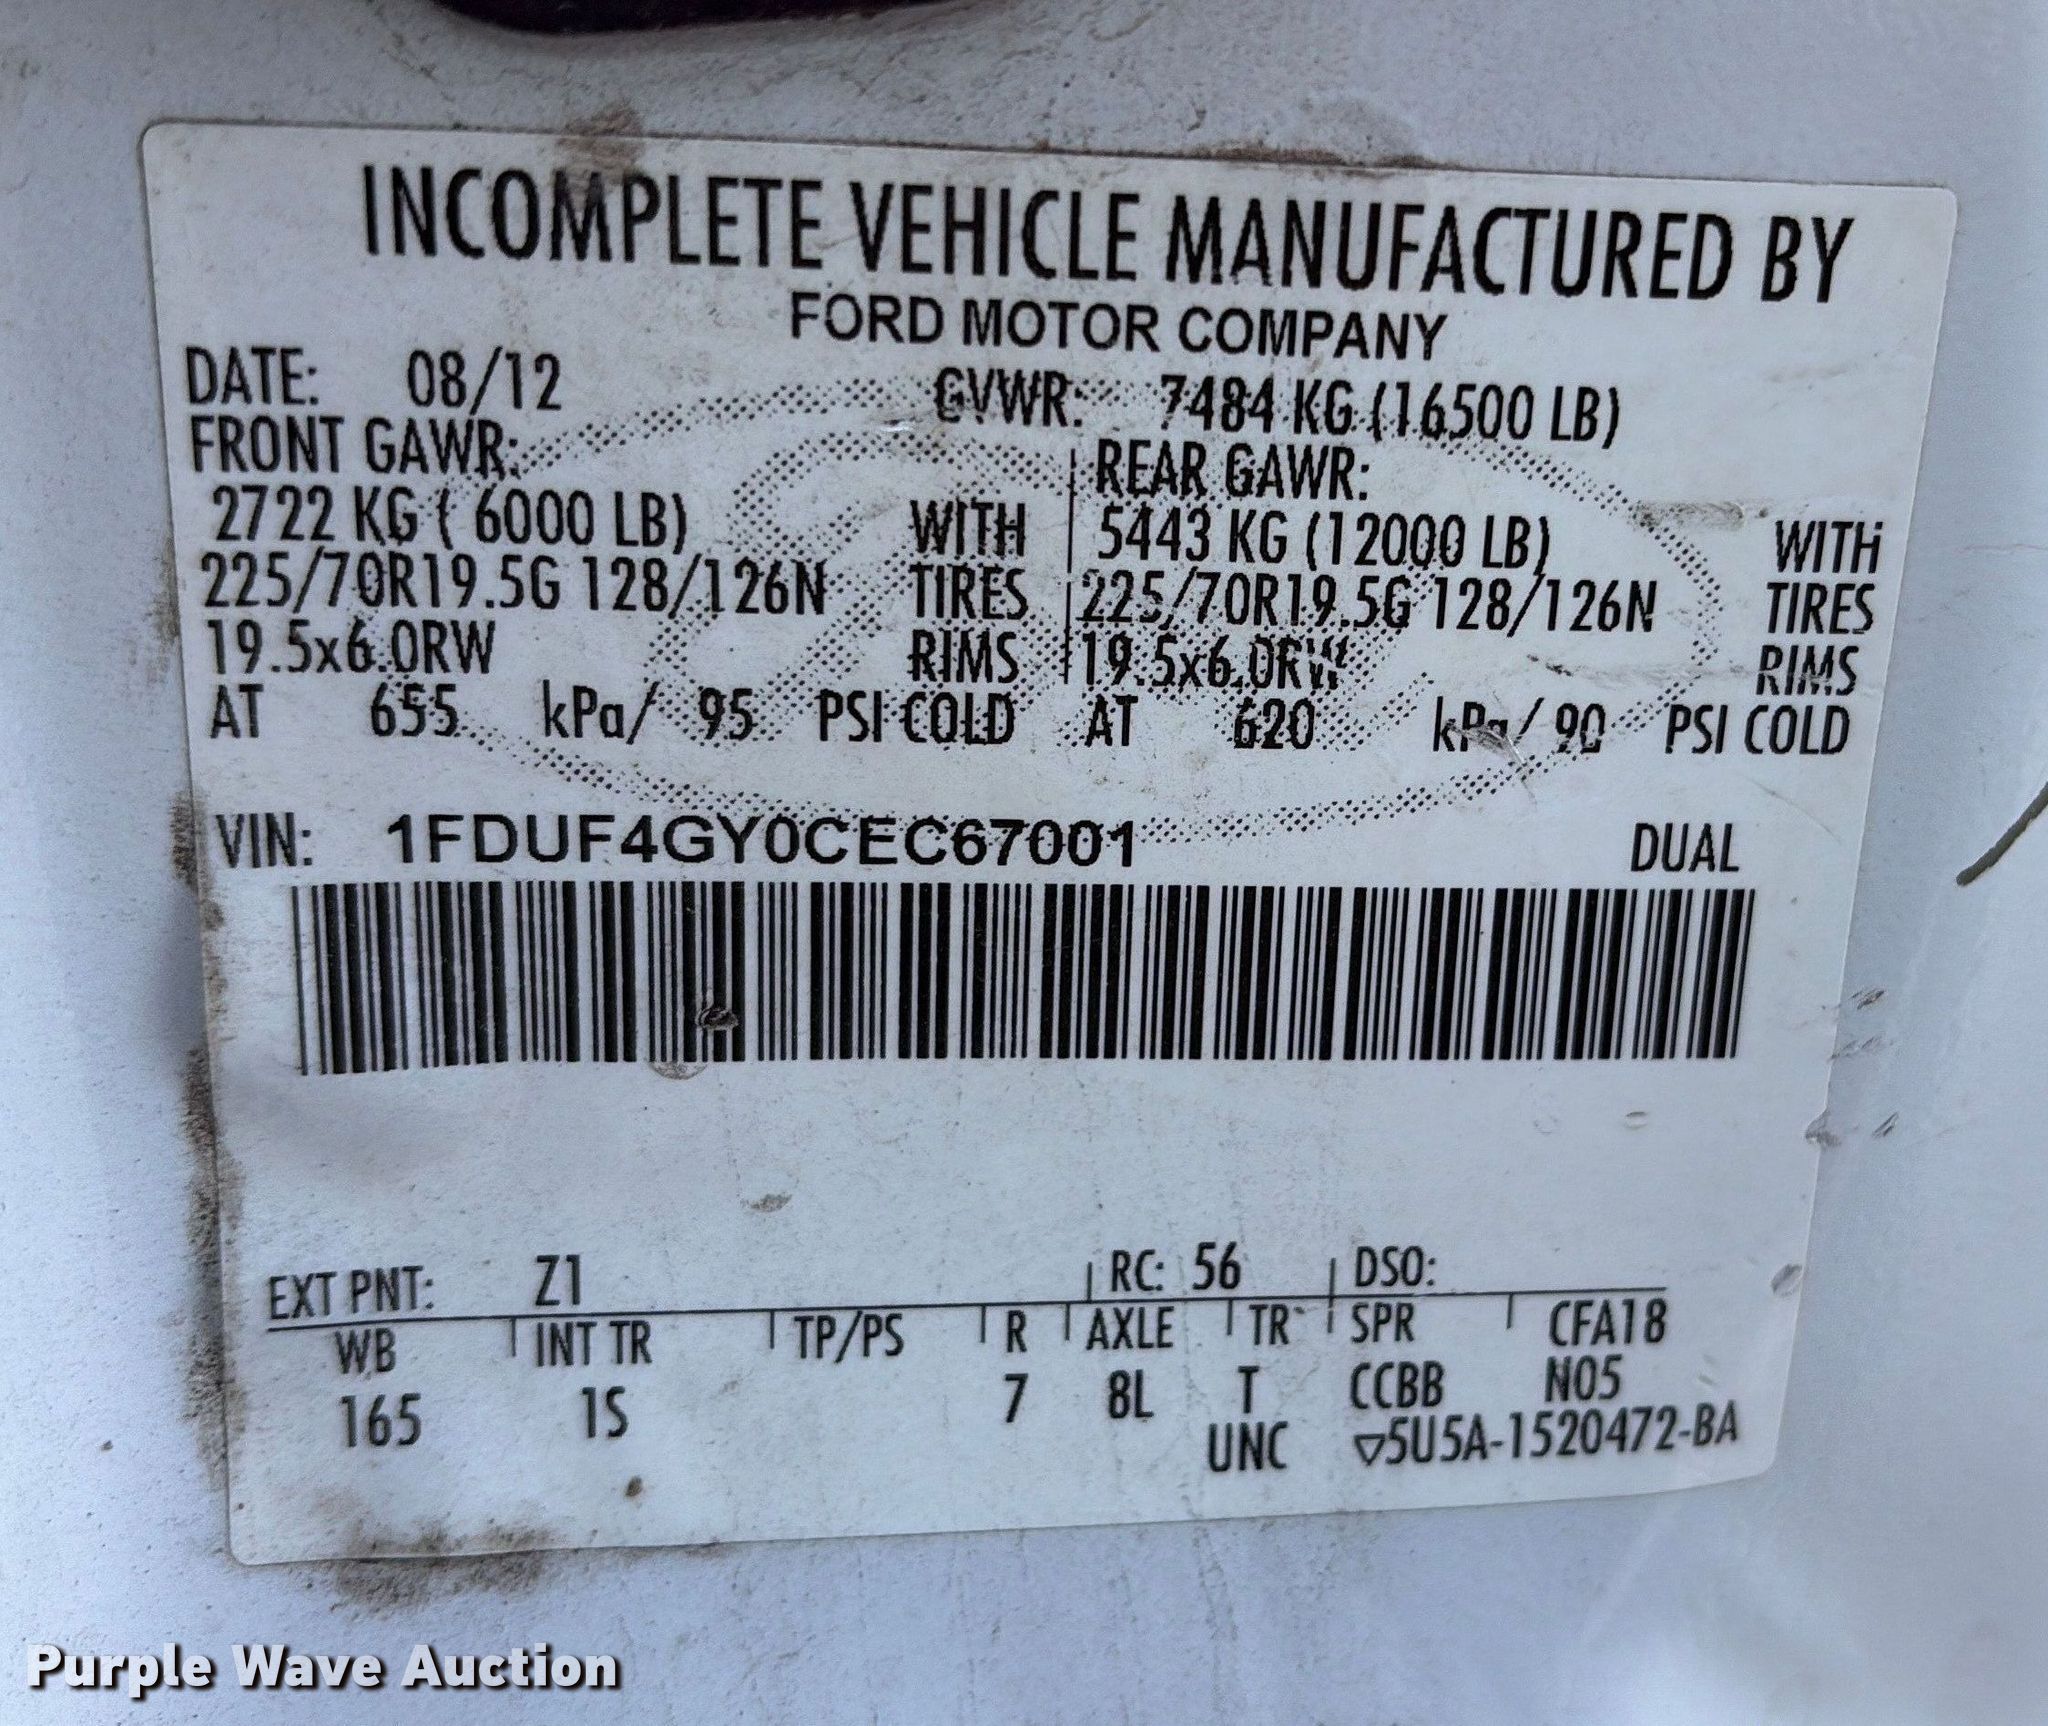 INCOMPLETE VEHICLE MANUFACTURED BY
FORD MOTOR COMPANY
DATE: 08/12 GVWR: 7484 KG (16500 LB)
FRONT GAWR: REAR GAWR:
2722 KG ( 6000 LB) WITH 5443 KG (12000 LB) WITH
225/70R19.5G 128/126N TIRES 225/70R19.5G 128/126N TIRES
19.5x6.0RW RIMS 19.5x6.0RW RIMS
AT 655 kPa/ 95 PSI COLD AT 620 kPa/ 90 PSI COLD
VIN: 1FDUF4GY0CEC67001 DUAL
EXT PNT: Z1 RC: 56 DSO:
WB INT TR TP/PS R AXLE TR SPR CFA18
165 1S 7 8L T CCBB N05
UNC ▽5U5A-1520472-BA
Purple Wave Auction